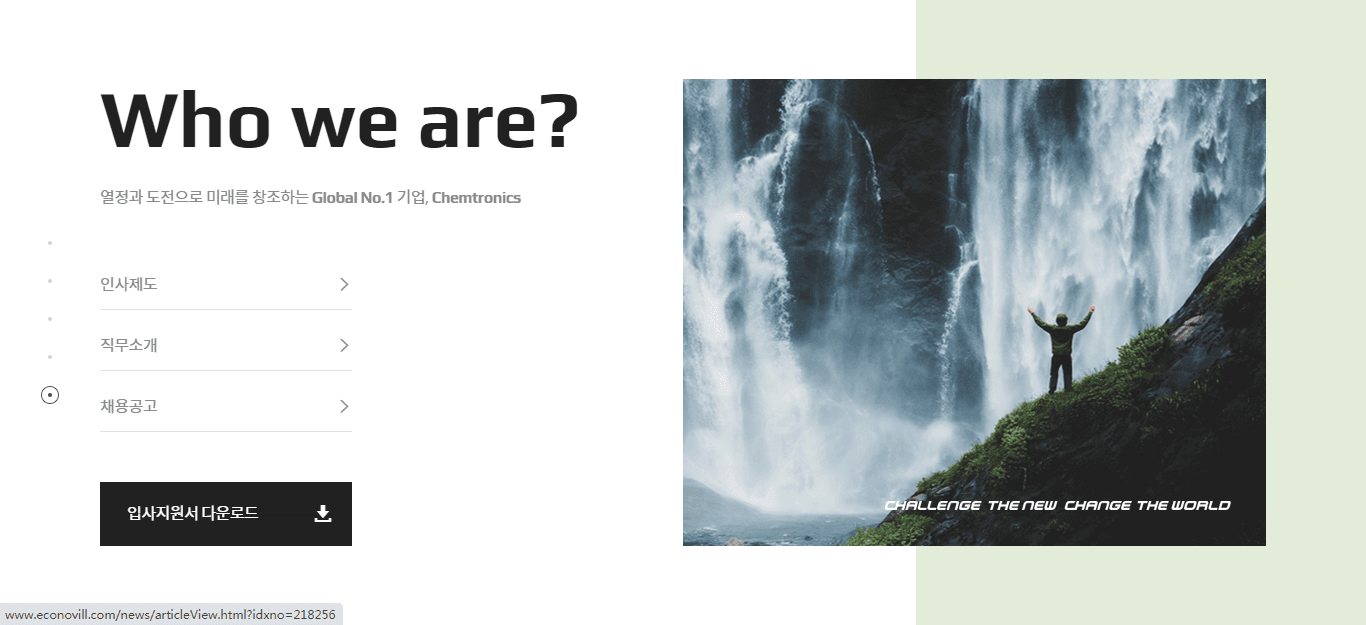 Who we are?
열정과 도전으로 미래를 창조하는 Global No.1 기업, Chemtronics
인사제도
직무소개
채용공고
입사지원서 다운로드
CHALLENGE THE NEW CHANGE THE WORLD
www.econovill.com/news/articleView.html?idxno=218256